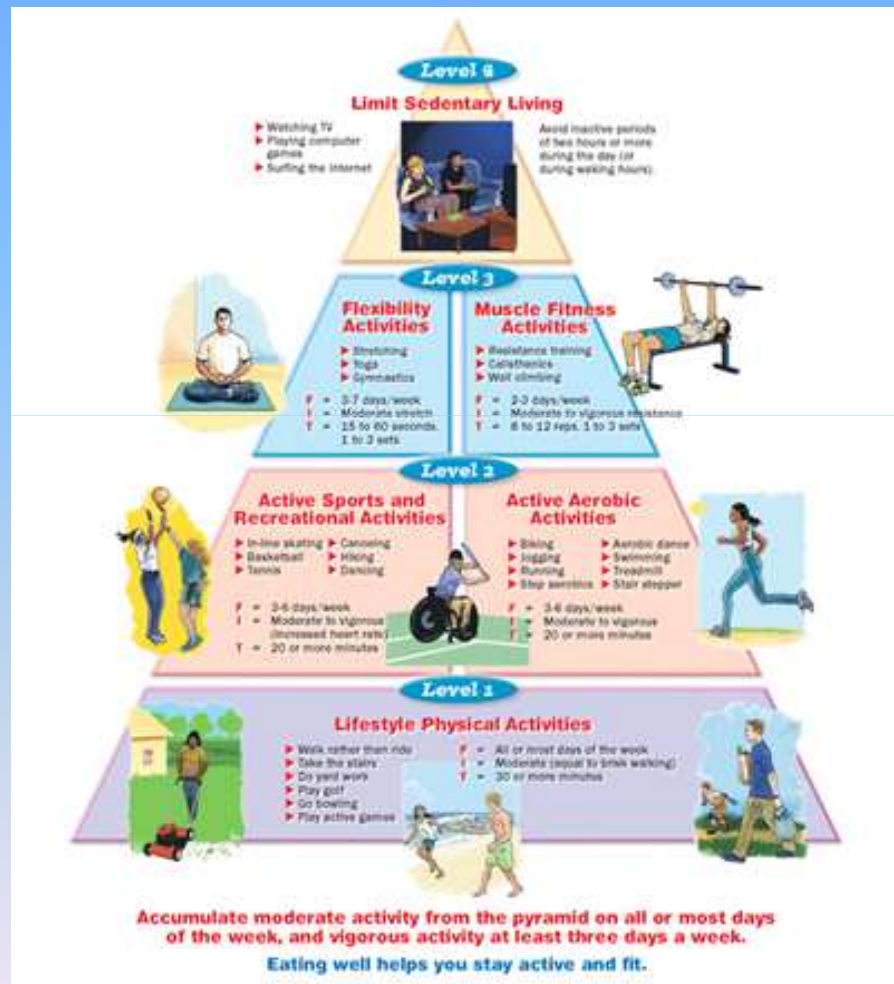 Level 4
Limit Sedentary Living
▶ Watching TV
▶ Playing computer
games
▶ Surfing the Internet
Avoid inactive periods
of two hours or more
during the day (or
during waking hours).
Level 3
Flexibility
Activities
▶ Stretching
▶ Yoga
▶ Gymnastics
F = 3-7 days/week
I = Moderate stretch
T = 15 to 60 seconds,
1 to 3 sets
Muscle Fitness
Activities
▶ Resistance training
▶ Calisthenics
▶ Wall climbing
F = 2-3 days/week
I = Moderate to vigorous resistance
T = 6 to 12 reps, 1 to 3 sets
Level 2
Active Sports and
Recreational Activities
▶ In-line skating ▶ Canoeing
▶ Basketball ▶ Hiking
▶ Tennis ▶ Dancing
F = 3-6 days/week
I = Moderate to vigorous
(increased heart rate)
T = 20 or more minutes
Active Aerobic
Activities
▶ Biking ▶ Aerobic dance
▶ Jogging ▶ Swimming
▶ Running ▶ Treadmill
▶ Step aerobics ▶ Stair stepper
F = 3-6 days/week
I = Moderate to vigorous
T = 20 or more minutes
Level 1
Lifestyle Physical Activities
▶ Walk rather than ride
▶ Take the stairs
▶ Do yard work
▶ Play golf
▶ Go bowling
▶ Play active games
F = All or most days of the week
I = Moderate (equal to brisk walking)
T = 30 or more minutes
Accumulate moderate activity from the pyramid on all or most days
of the week, and vigorous activity at least three days a week.
Eating well helps you stay active and fit.